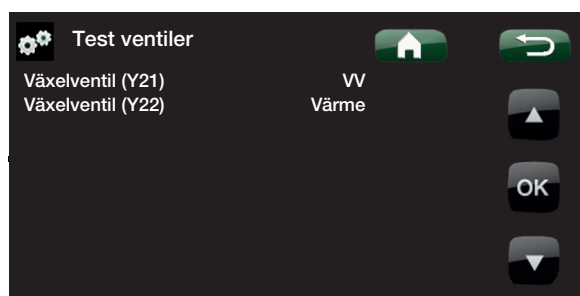 Test ventiler
Växelventil (Y21) VV
Växelventil (Y22) Värme
OK